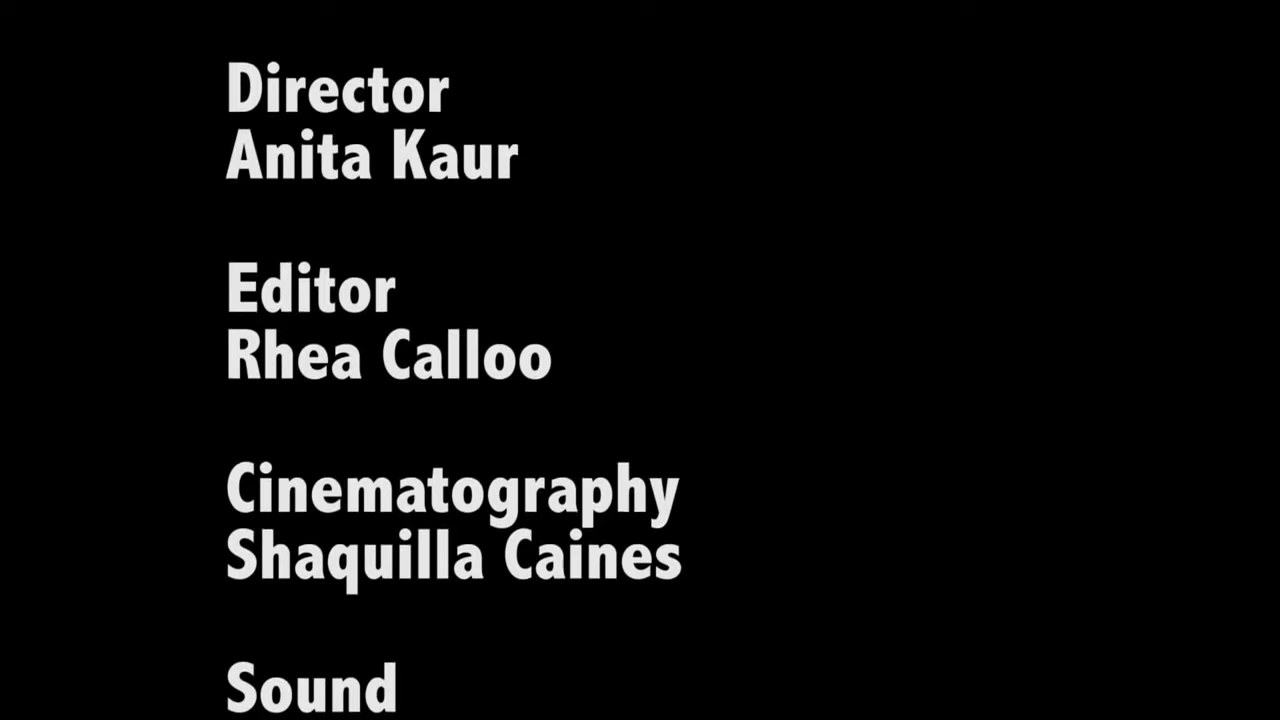 Director
Anita Kaur
Editor
Rhea Calloo
Cinematography
Shaquilla Caines
Sound